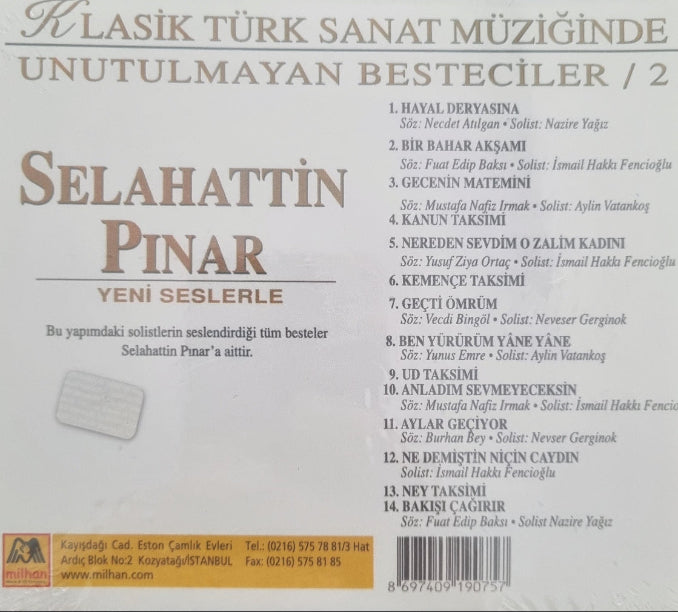 KLASİK TÜRK SANAT MÜZİĞİNDE
UNUTULMAYAN BESTECİLER / 2
SELAHATTİN
PINAR
YENİ SESLERLE
Bu yapımdaki solistlerin seslendirdiği tüm besteler
Selahattin Pınar'a aittir.
1. HAYAL DERYASINA
Söz: Necdet Atılgan • Solist: Nazire Yağız
2. BİR BAHAR AKŞAMI
Söz: Fuat Edip Baksı • Solist: İsmail Hakkı Fencioğlu
3. GECENİN MATEMİNİ
Söz: Mustafa Nafiz Irmak • Solist: Aylin Vatankoş
4. KANUN TAKSİMİ
5. NEREDEN SEVDİM O ZALİM KADINI
Söz: Yusuf Ziya Ortaç • Solist: İsmail Hakkı Fencioğlu
6. KEMENÇE TAKSİMİ
7. GEÇTİ ÖMRÜM
Söz: Vecdi Bingöl • Solist: Neveser Gerginok
8. BEN YÜRÜRÜM YÂNE YÂNE
Söz: Yunus Emre • Solist: Aylin Vatankoş
9. UD TAKSİMİ
10. ANLADIM SEVMEYECEKSİN
Söz: Mustafa Nafiz Irmak • Solist: İsmail Hakkı Fencio
11. AYLAR GEÇİYOR
Söz: Burhan Bey • Solist: Nevser Gerginok
12. NE DEMİŞTİN NİÇİN CAYDIN
Solist: İsmail Hakkı Fencioğlu
13. NEY TAKSİMİ
14. BAKIŞI ÇAĞIRIR
Söz: Fuat Edip Baksı • Solist Nazire Yağız
milhan
Kayışdağı Cad. Eston Çamlık Evleri
Ardıç Blok No:2 Kozyatağı/İSTANBUL
www.milhan.com
Tel.: (0216) 575 78 81/3 Hat
Fax: (0216) 575 81 85
8 697409 190757